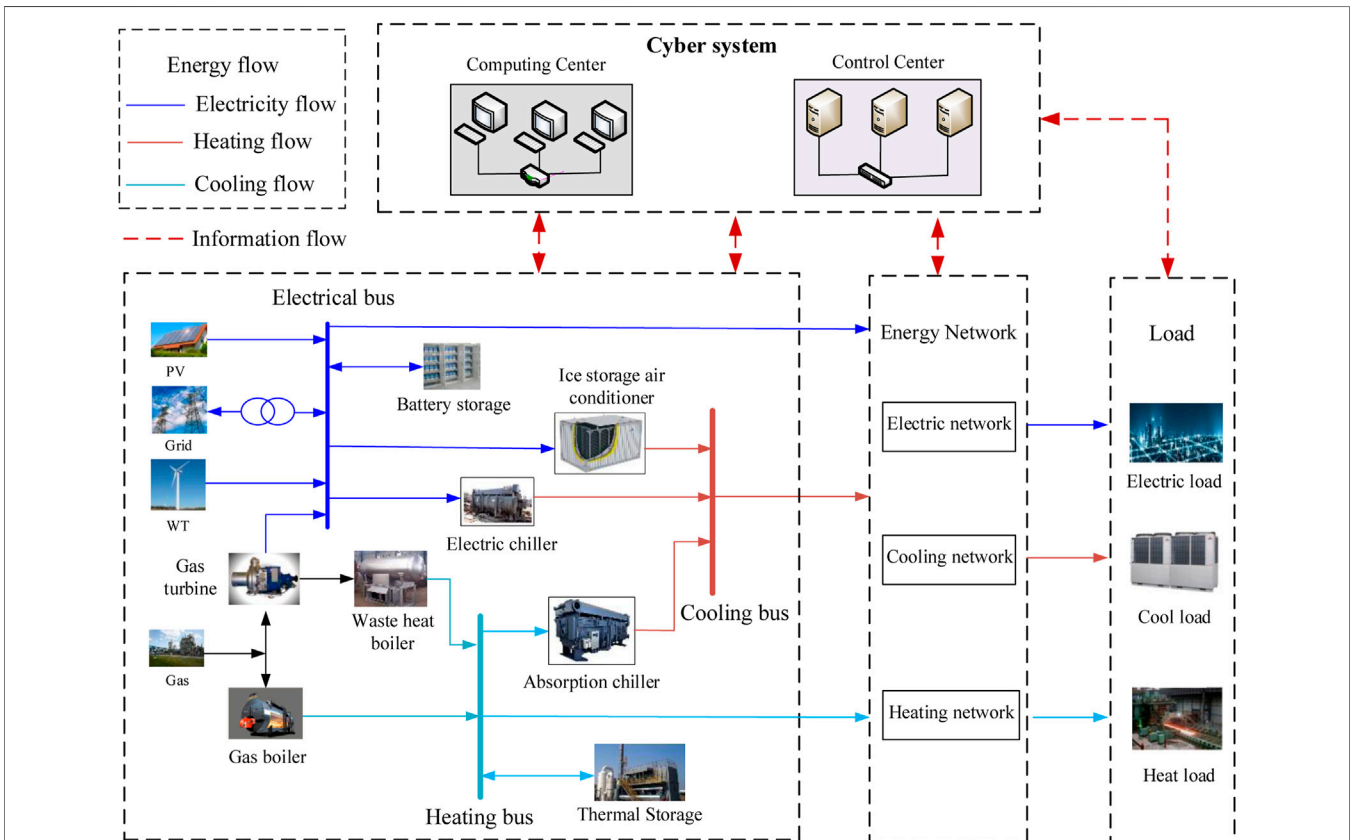 Cyber system
Computing Center
Control Center
Energy flow
Electricity flow
Heating flow
Cooling flow
Information flow
Electrical bus
PV
Battery storage
Grid
WT
Ice storage air
conditioner
Electric chiller
Gas
turbine
Waste heat
boiler
Cooling bus
Gas
Absorption chiller
Gas boiler
Heating bus
Thermal Storage
Energy Network
Electric network
Cooling network
Heating network
Load
Electric load
Cool load
Heat load